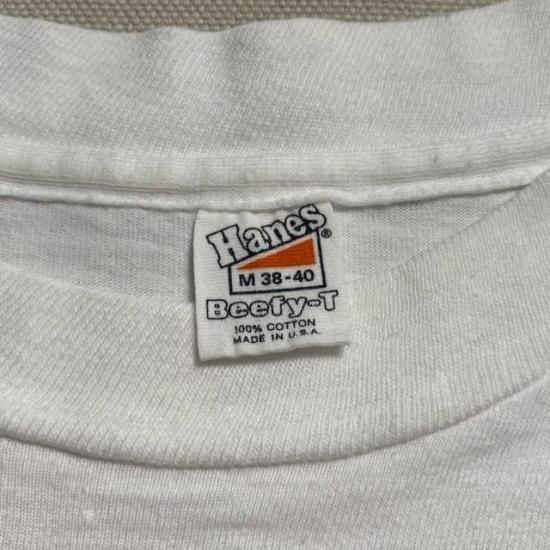 Hanes®
M 38-40
Beefy-T
100% COTTON
MADE IN U.S.A.